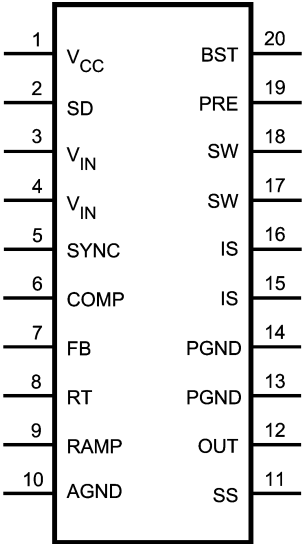 1 VCC BST 20
2 SD PRE 19
3 VIN SW 18
4 VIN SW 17
5 SYNC IS 16
6 COMP IS 15
7 FB PGND 14
8 RT PGND 13
9 RAMP OUT 12
10 AGND SS 11